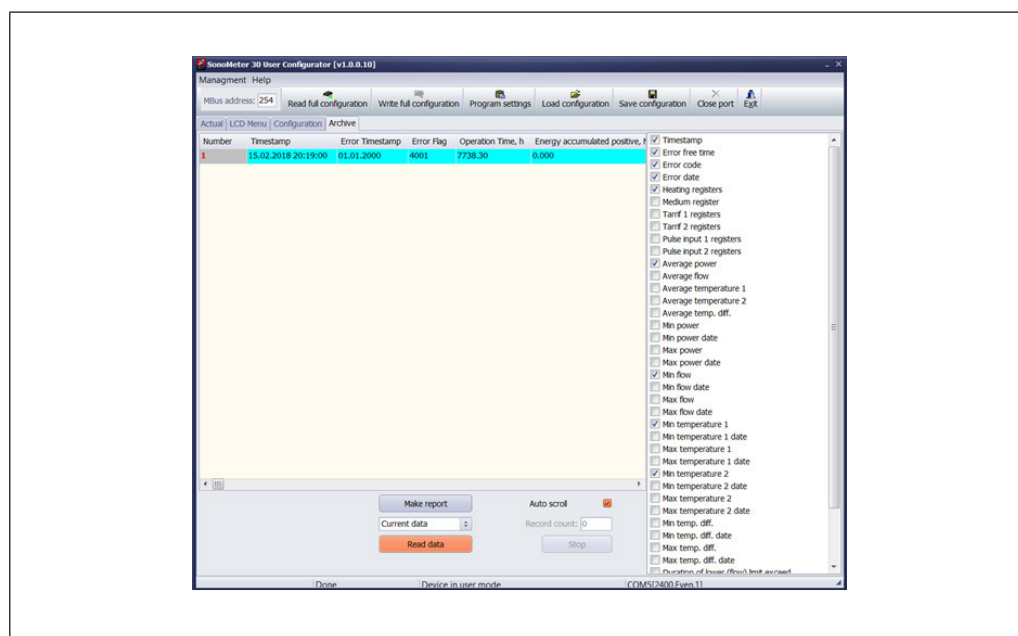 SonoMeter 30 User Configurator [v1.0.0.10]
Managment Help
MBus address: 254 Read full configuration Write full configuration Program settings Load configuration Save configuration Close port Exit
Actual LCD Menu Configuration Archive
Number Timestamp Error Timestamp Error Flag Operation Time, h Energy accumulated positive,
1 15.02.2018 20:19:00 01.01.2000 4001 7738.30 0.000
Timestamp
Error free time
Error code
Error date
Heating registers
Medium register
Tarrif 1 registers
Tarrif 2 registers
Pulse input 1 registers
Pulse input 2 registers
Average power
Average flow
Average temperature 1
Average temperature 2
Average temp. diff.
Min power
Min power date
Max power
Max power date
Min flow
Min flow date
Max flow
Max flow date
Min temperature 1
Min temperature 1 date
Max temperature 1
Max temperature 1 date
Min temperature 2
Min temperature 2 date
Max temperature 2
Max temperature 2 date
Min temp. diff.
Min temp. diff. date
Max temp. diff.
Max temp. diff. date
Duration of lower (flow) limit exceed
Make report Auto scroll
Current data Record count: 0
Read data Stop
Done Device in user mode